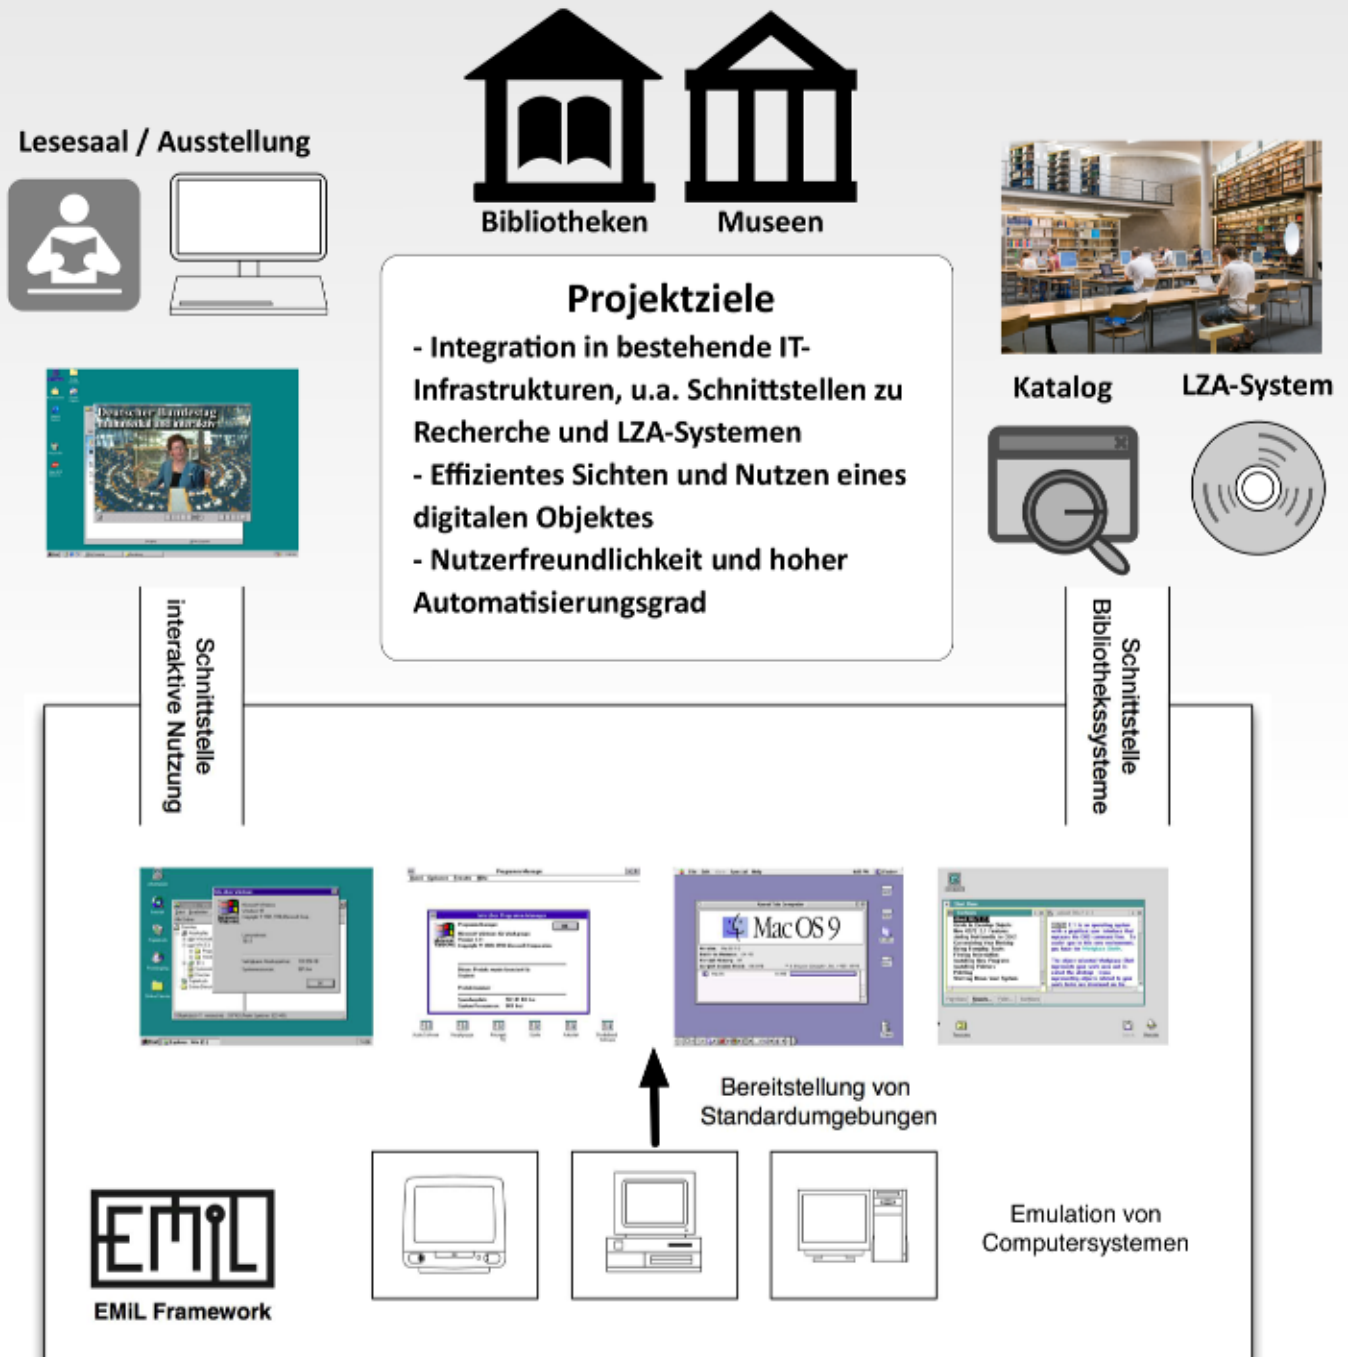 Bibliotheken
Museen
Lesesaal / Ausstellung
Projektziele
- Integration in bestehende IT-
Infrastrukturen, u.a. Schnittstellen zu
Recherche und LZA-Systemen
- Effizientes Sichten und Nutzen eines
digitalen Objektes
- Nutzerfreundlichkeit und hoher
Automatisierungsgrad
Katalog
LZA-System
Deutscher Bundestag
Schnittstelle
interaktive Nutzung
Schnittstelle
Bibliothekssysteme
Mac OS 9
Bereitstellung von
Standardumgebungen
Emulation von
Computersystemen
EMiL
EMiL Framework